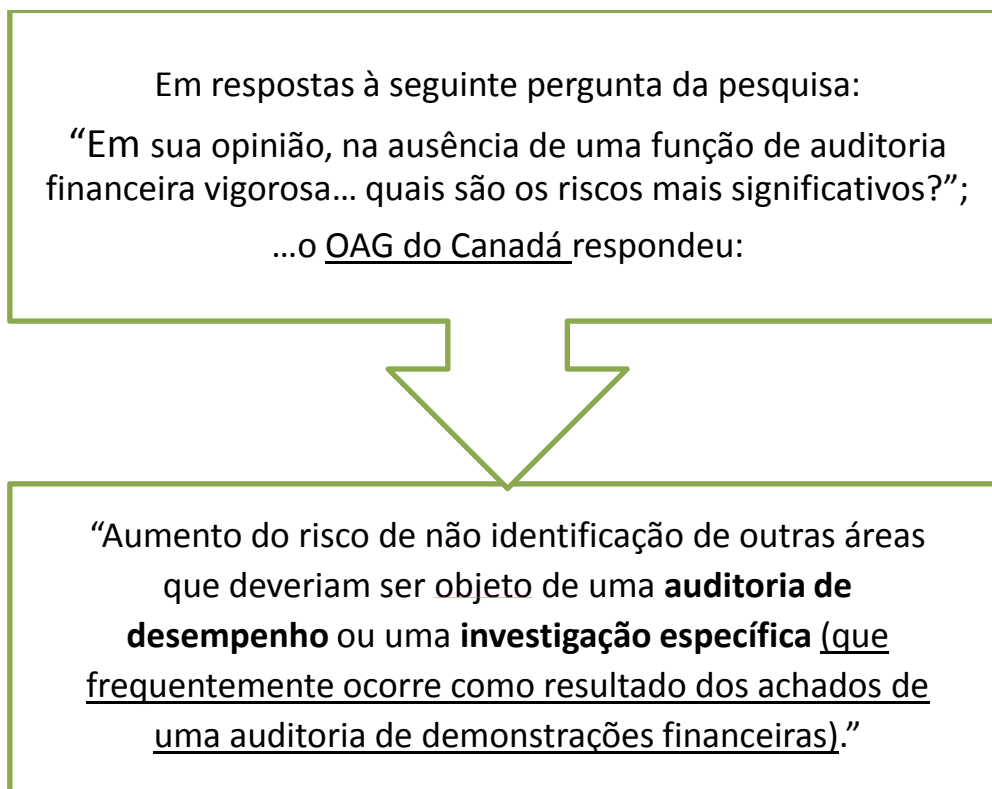 Em respostas à seguinte pergunta da pesquisa:
“Em sua opinião, na ausência de uma função de auditoria
financeira vigorosa… quais são os riscos mais significativos?”;
…o OAG do Canadá respondeu:
“Aumento do risco de não identificação de outras áreas
que deveriam ser objeto de uma auditoria de
desempenho ou uma investigação específica (que
frequentemente ocorre como resultado dos achados de
uma auditoria de demonstrações financeiras).”